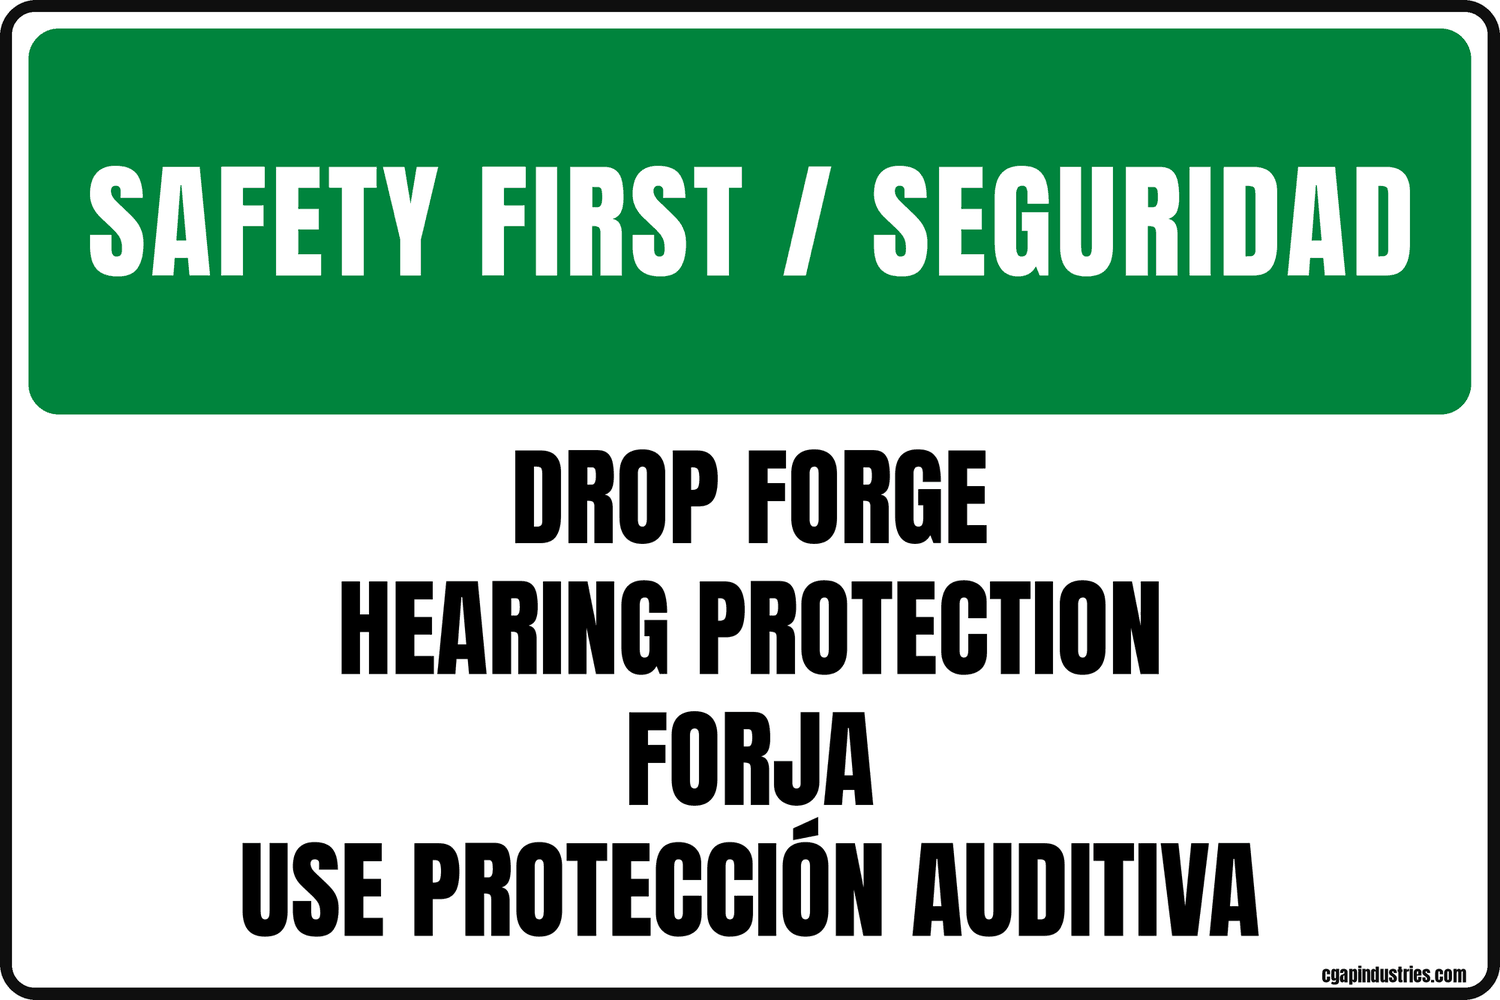 SAFETY FIRST / SEGURIDAD
DROP FORGE
HEARING PROTECTION
FORJA
USE PROTECCIÓN AUDITIVA
cgapindustries.com